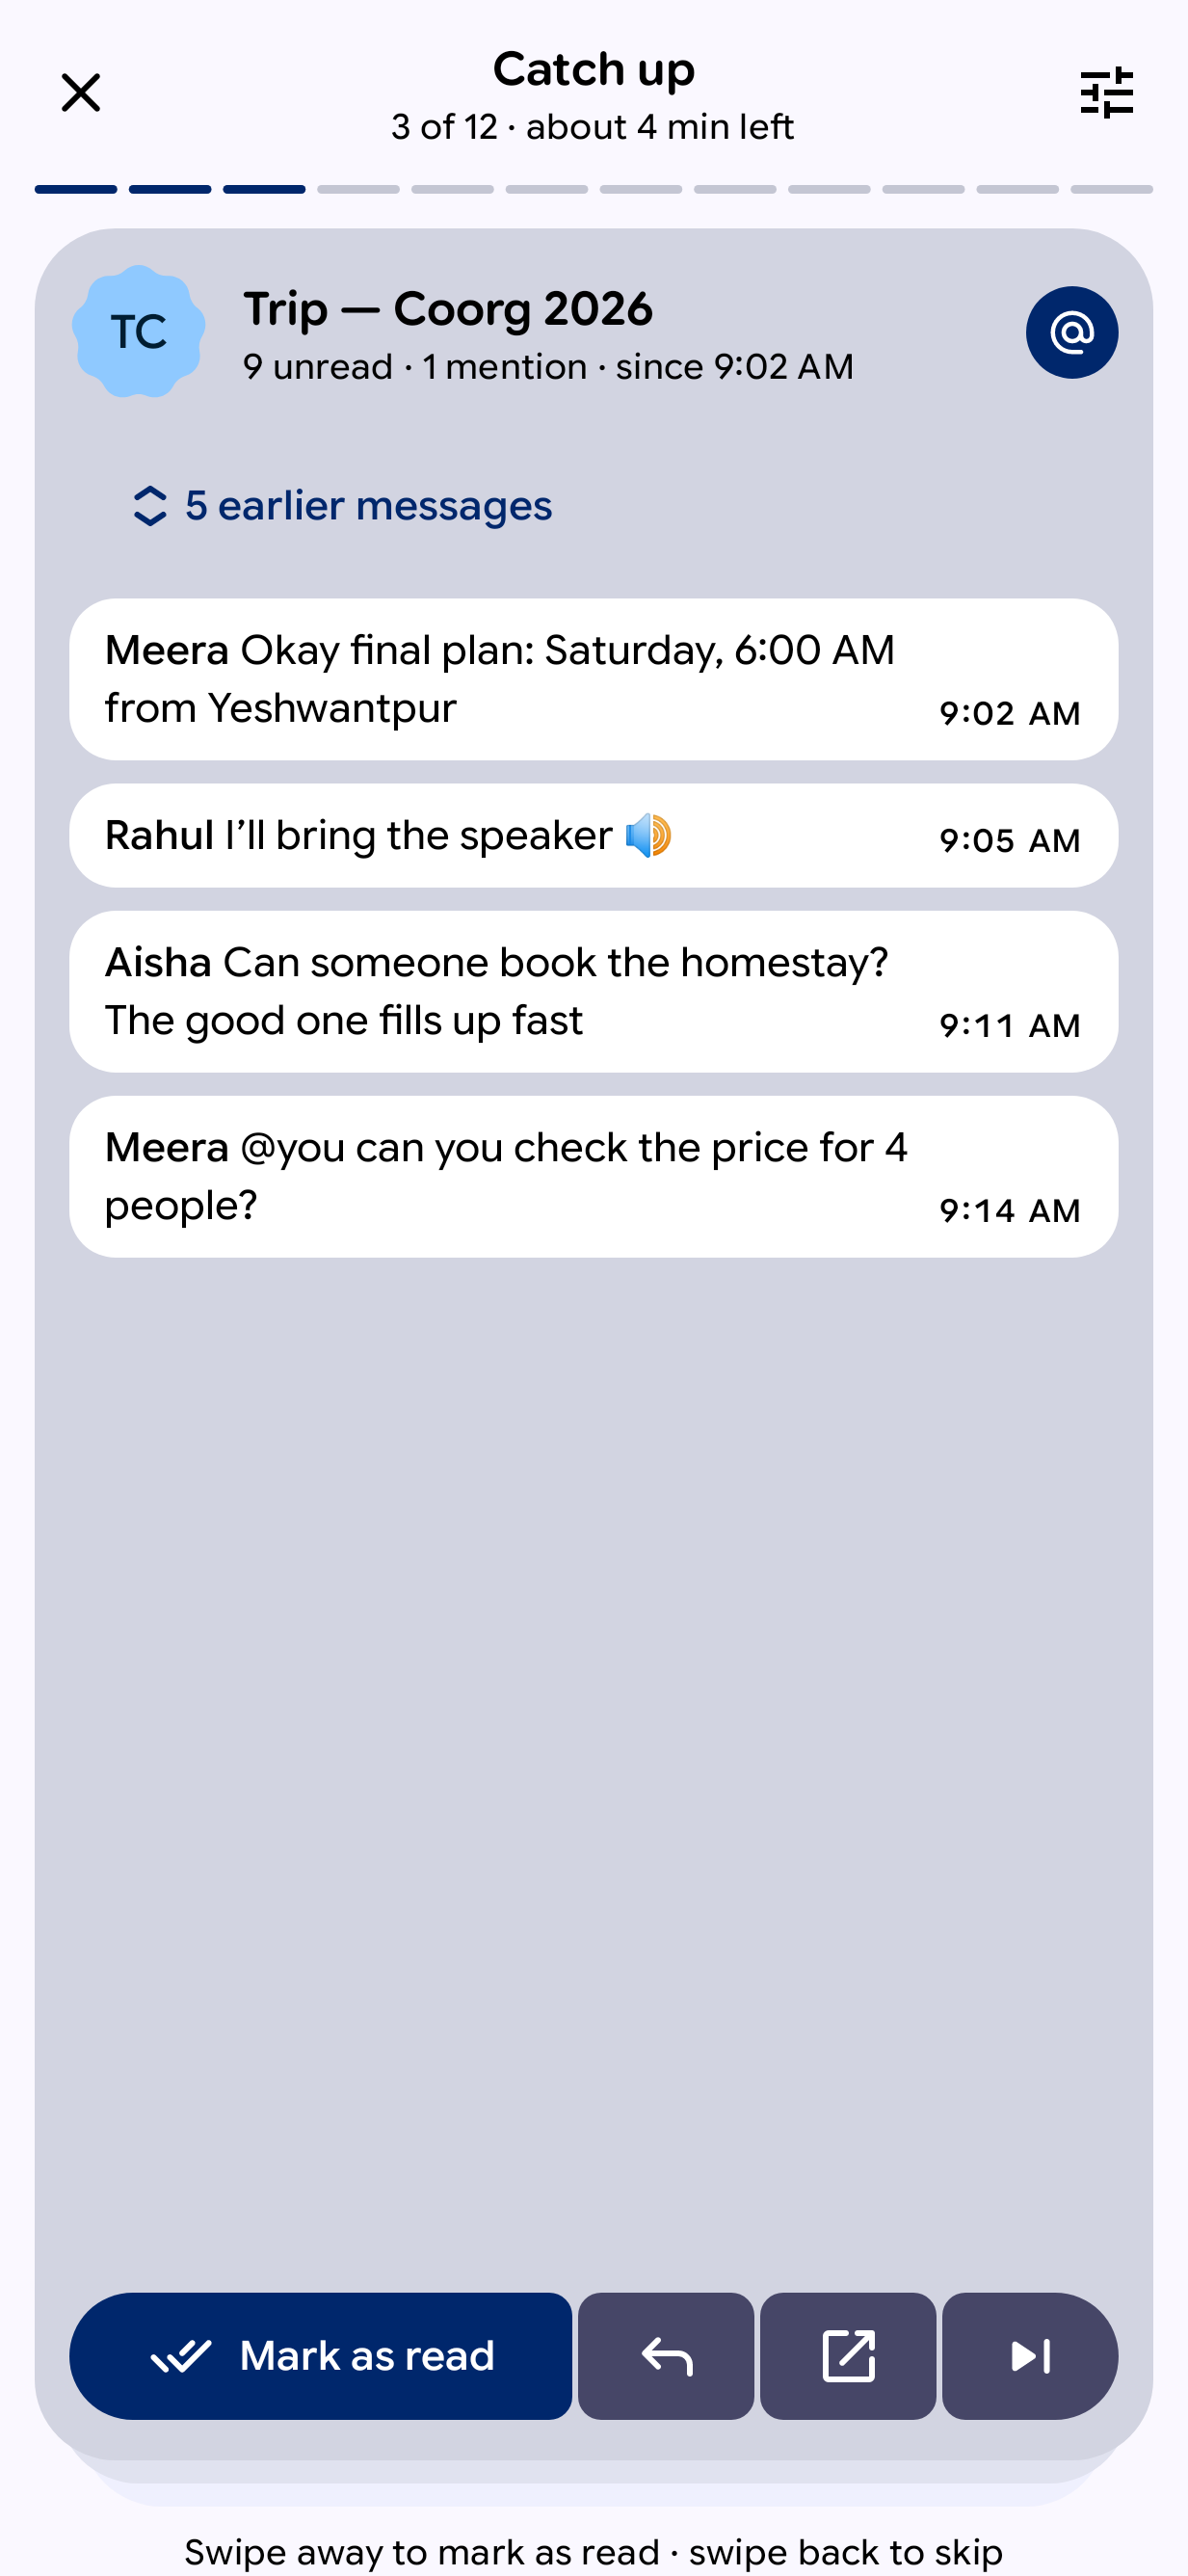 Catch up
3 of 12 · about 4 min left
TC
Trip — Coorg 2026
9 unread · 1 mention · since 9:02 AM
@
5 earlier messages
Meera Okay final plan: Saturday, 6:00 AM
from Yeshwantpur
9:02 AM
Rahul I’ll bring the speaker 🔊
9:05 AM
Aisha Can someone book the homestay?
The good one fills up fast
9:11 AM
Meera @you can you check the price for 4
people?
9:14 AM
Mark as read
Swipe away to mark as read · swipe back to skip